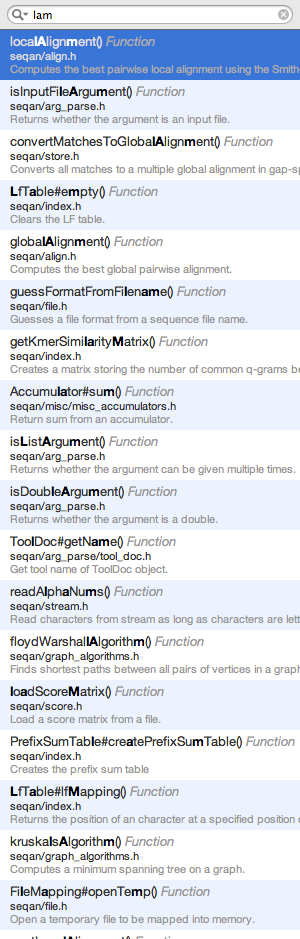 lam
localAlignment() Function
seqan/align.h
Computes the best pairwise local alignment using the Smith
isInputFileArgument() Function
seqan/arg_parse.h
Returns whether the argument is an input file.
convertMatchesToGlobalAlignment() Function
seqan/store.h
Converts all matches to a multiple global alignment in gap-sp
LfTable#empty() Function
seqan/index.h
Clears the LF table.
globalAlignment() Function
seqan/align.h
Computes the best global pairwise alignment.
guessFormatFromFilename() Function
seqan/file.h
Guesses a file format from a sequence file name.
getKmerSimilarityMatrix() Function
seqan/index.h
Creates a matrix storing the number of common q-grams be
Accumulator#sum() Function
seqan/misc/misc_accumulators.h
Return sum from an accumulator.
isListArgument() Function
seqan/arg_parse.h
Returns whether the argument can be given multiple times.
isDoubleArgument() Function
seqan/arg_parse.h
Returns whether the argument is a double.
ToolDoc#getName() Function
seqan/arg_parse/tool_doc.h
Get tool name of ToolDoc object.
readAlphaNums() Function
seqan/stream.h
Read characters from stream as long as characters are lett
floydWarshallAlgorithm() Function
seqan/graph_algorithms.h
Finds shortest paths between all pairs of vertices in a graph
loadScoreMatrix() Function
seqan/score.h
Load a score matrix from a file.
PrefixSumTable#createPrefixSumTable() Function
seqan/index.h
Creates the prefix sum table
LfTable#lfMapping() Function
seqan/index.h
Returns the position of an character at a specified position o
kruskalsAlgorithm() Function
seqan/graph_algorithms.h
Computes a minimum spanning tree on a graph.
FileMapping#openTemp() Function
seqan/file.h
Open a temporary file to be mapped into memory.